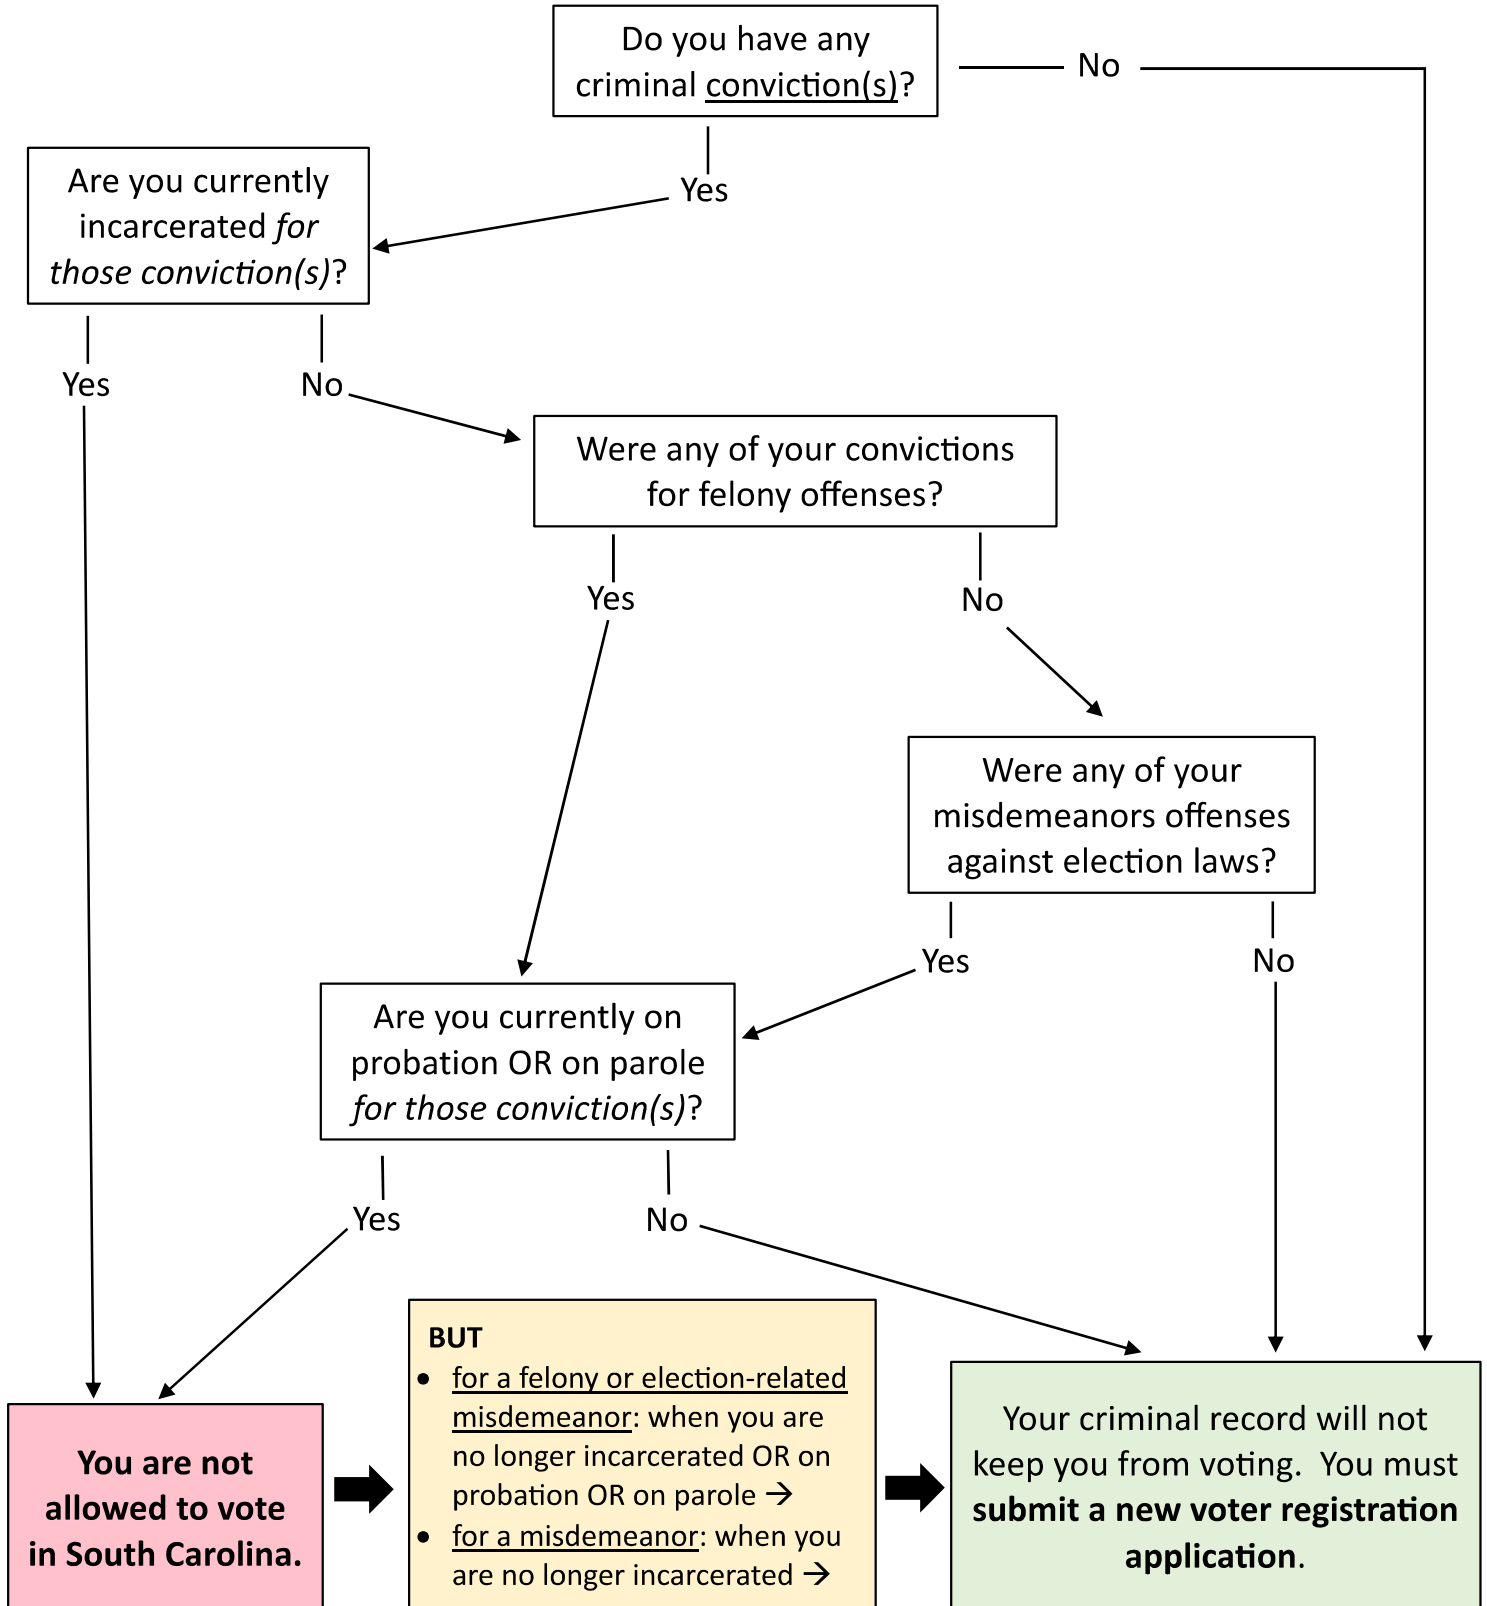 Do you have any
criminal conviction(s)?
No
Yes
Are you currently
incarcerated for
those conviction(s)?
Yes
No
Were any of your convictions
for felony offenses?
Yes
No
Were any of your
misdemeanors offenses
against election laws?
Yes
No
Are you currently on
probation OR on parole
for those conviction(s)?
Yes
No
You are not
allowed to vote
in South Carolina.
BUT
• for a felony or election-related
misdemeanor: when you are
no longer incarcerated OR on
probation OR on parole →
• for a misdemeanor: when you
are no longer incarcerated →
Your criminal record will not
keep you from voting. You must
submit a new voter registration
application.